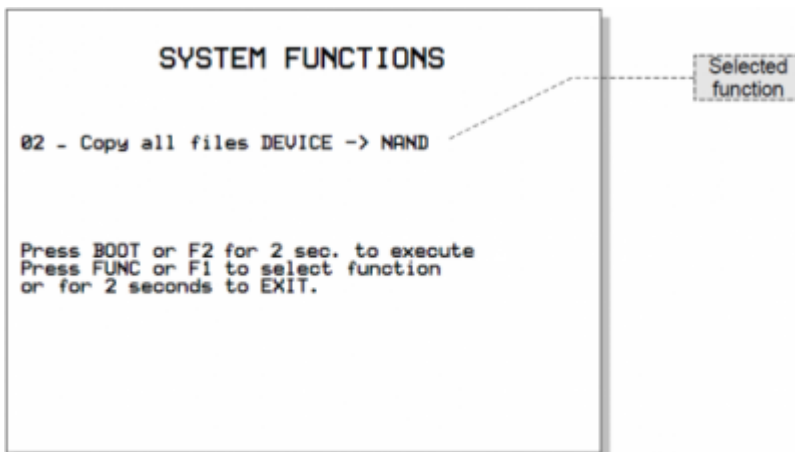 SYSTEM FUNCTIONS
Selected
function
02 - Copy all files DEVICE -> NAND
Press BOOT or F2 for 2 sec. to execute
Press FUNC or F1 to select function
or for 2 seconds to EXIT.